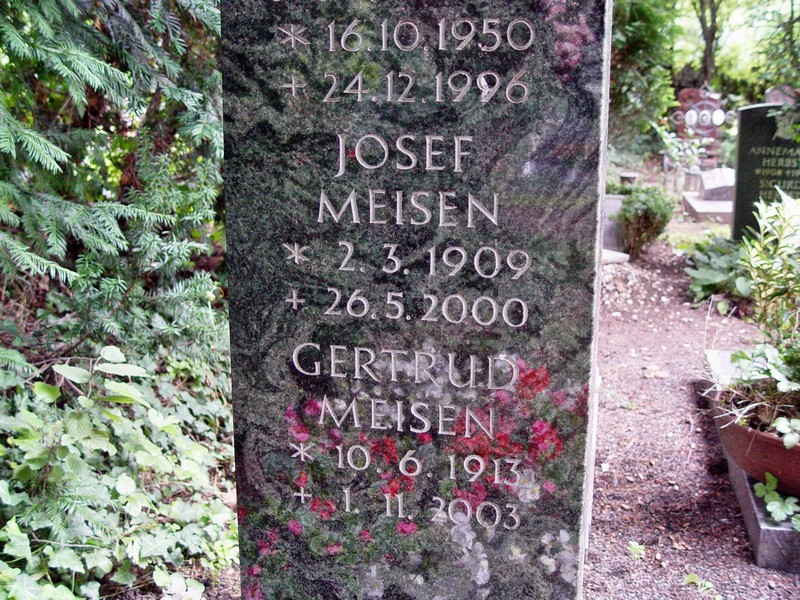 * 16.10.1950
+ 24.12.1996
JOSEF
MEISEN
* 2. 3. 1909
+ 26.5.2000
GERTRUD
MEISEN
* 10. 6. 1913
+ 1. 11. 2003
HERBST